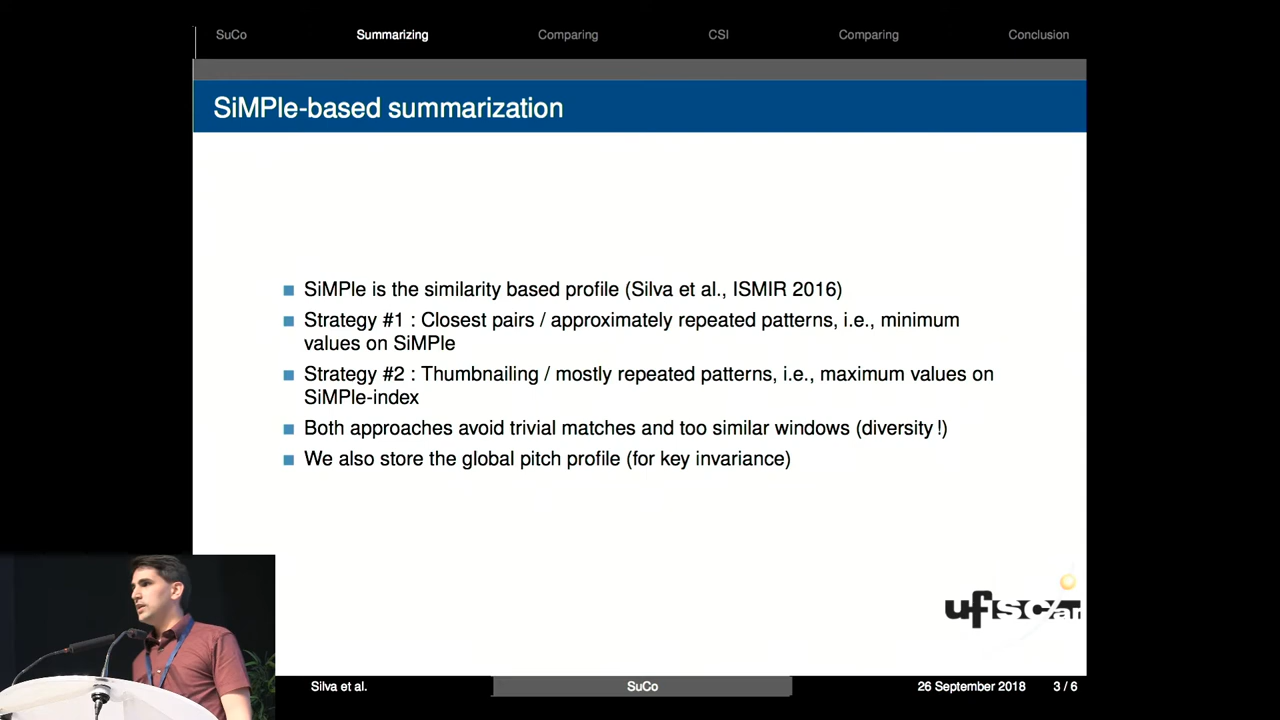 SuCo Summarizing Comparing CSI Comparing Conclusion
SiMPle-based summarization
SiMPle is the similarity based profile (Silva et al., ISMIR 2016)
Strategy #1 : Closest pairs / approximately repeated patterns, i.e., minimum
values on SiMPle
Strategy #2 : Thumbnailing / mostly repeated patterns, i.e., maximum values on
SiMPle-index
Both approaches avoid trivial matches and too similar windows (diversity !)
We also store the global pitch profile (for key invariance)
ufscar
Silva et al. SuCo 26 September 2018 3 / 6